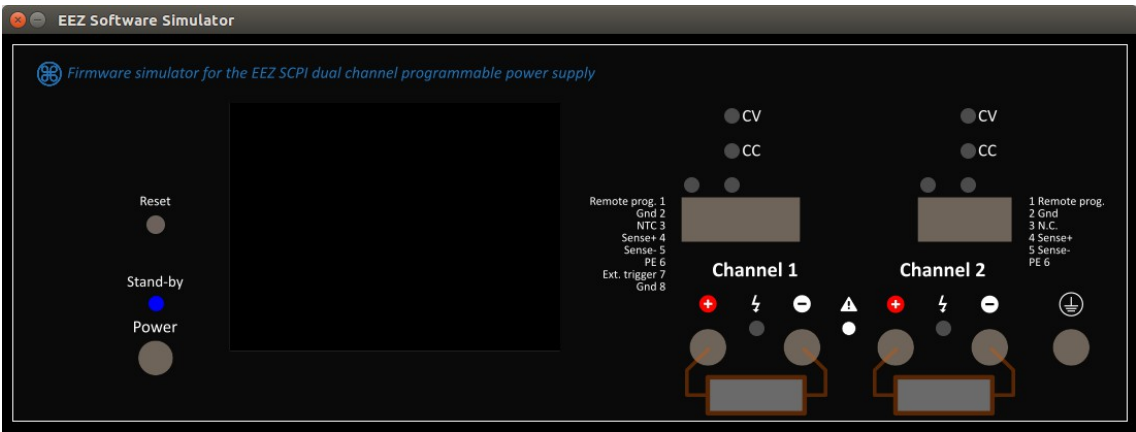 EEZ Software Simulator
Firmware simulator for the EEZ SCPI dual channel programmable power supply
CV
CC
CV
CC
Reset
Stand-by
Power
Remote prog. 1
Gnd 2
NTC 3
Sense+ 4
Sense- 5
PE 6
Ext. trigger 7
Gnd 8
1 Remote prog.
2 Gnd
3 N.C.
4 Sense+
5 Sense-
PE 6
Channel 1
Channel 2